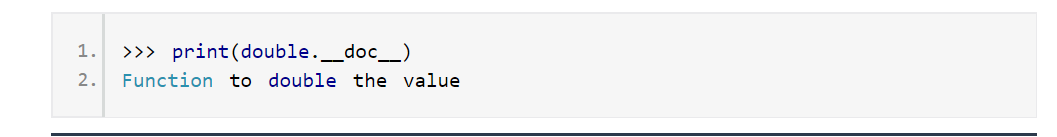 1. >>> print(double.__doc__)
2. Function to double the value